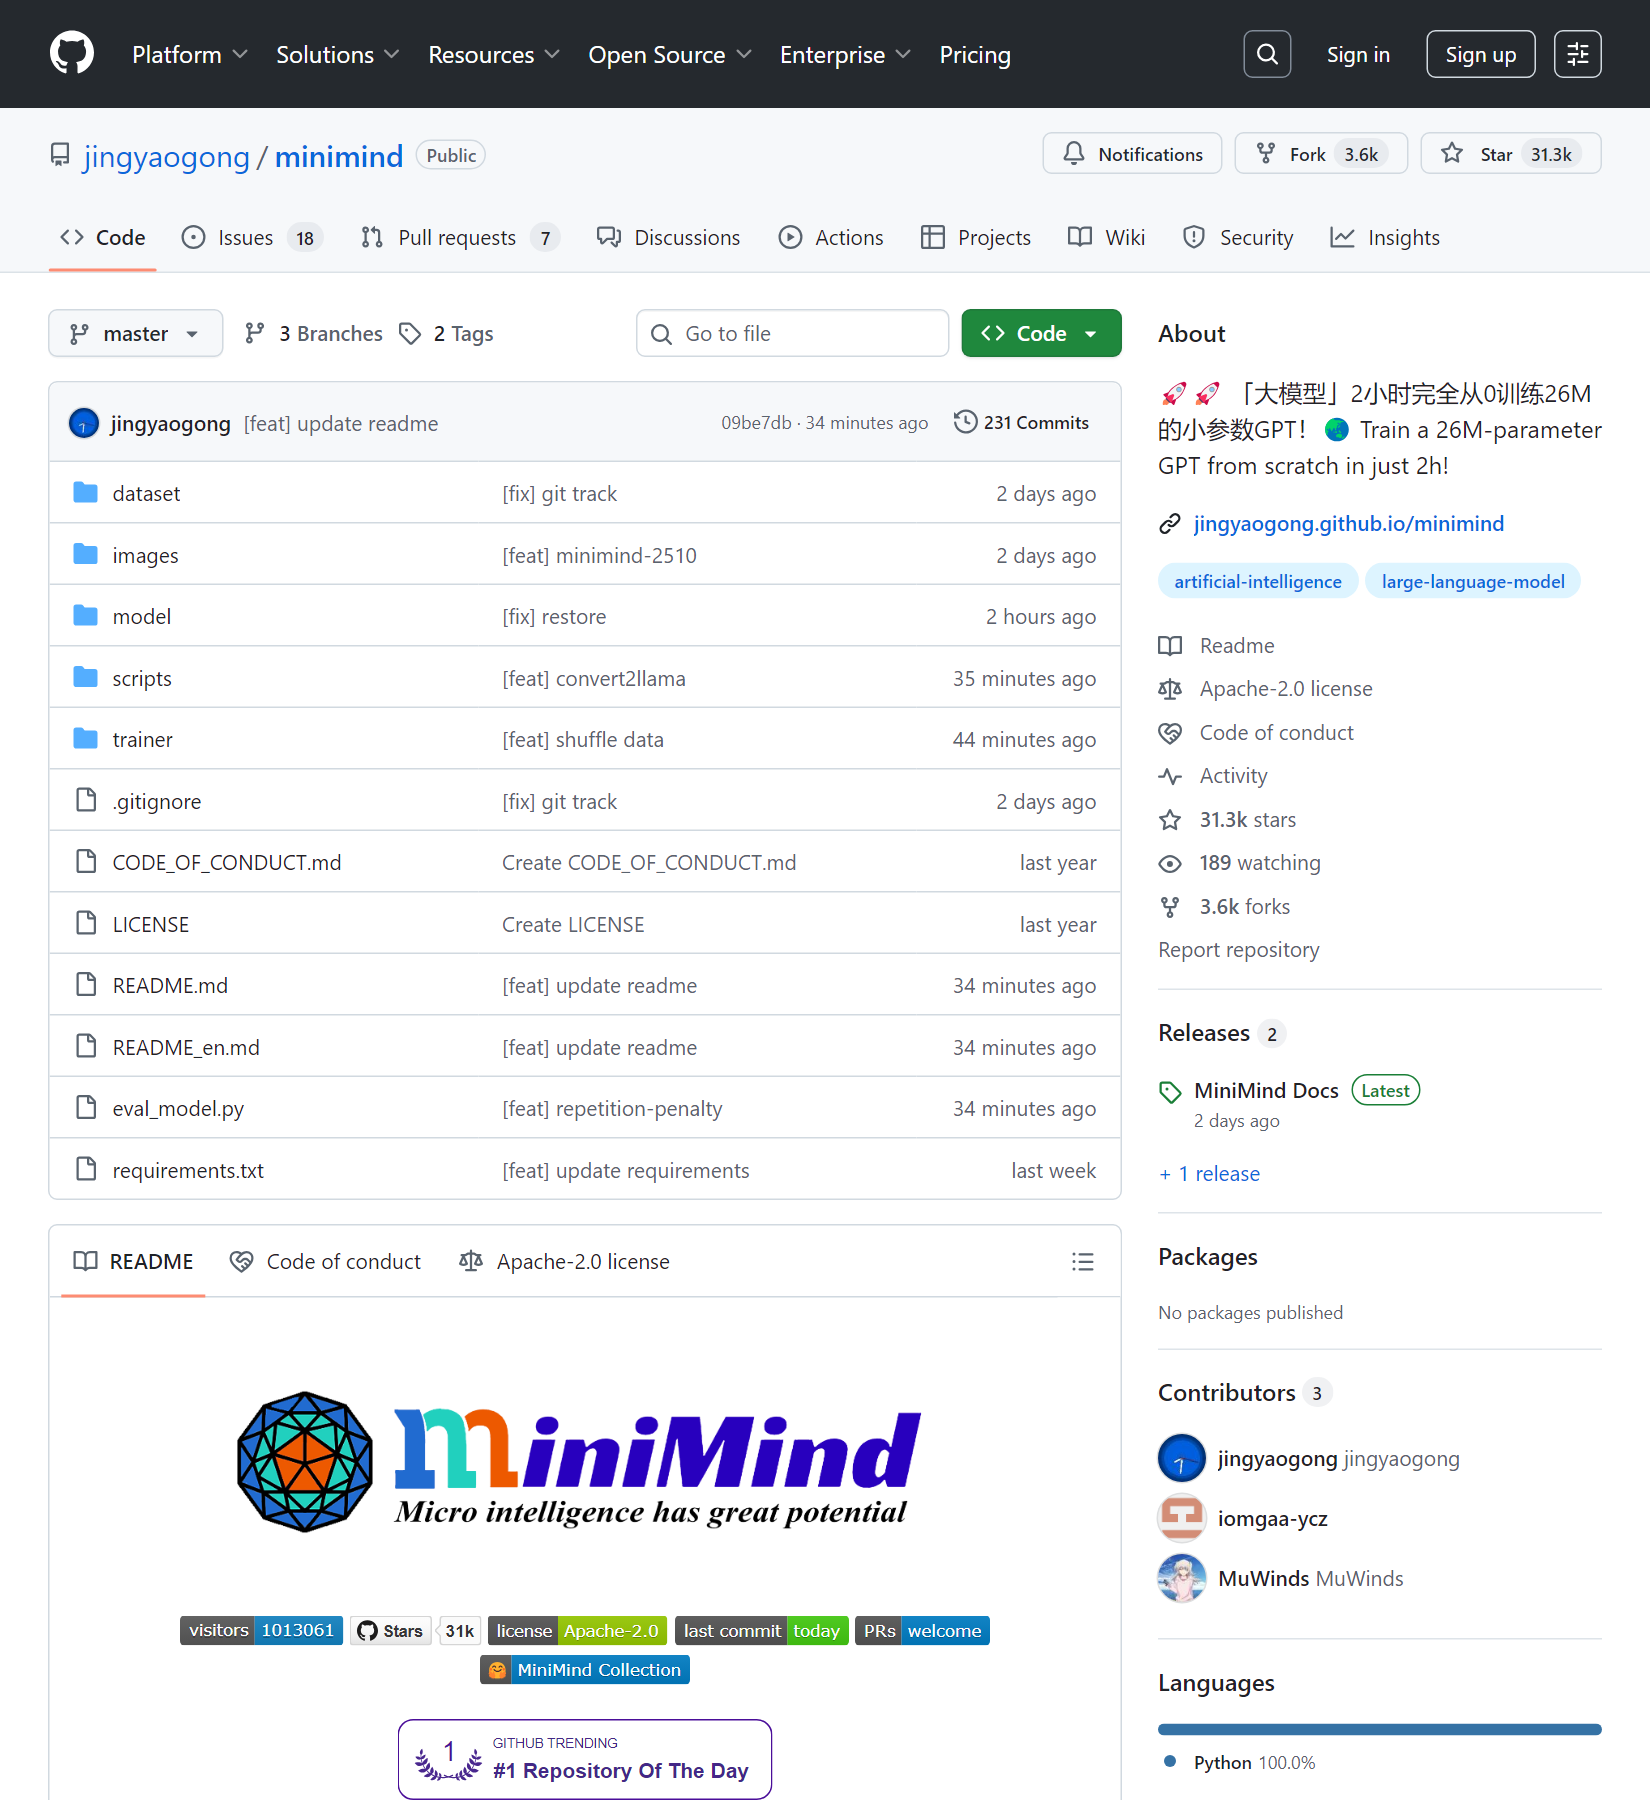 Platform Solutions Resources Open Source Enterprise Pricing Sign in Sign up
jingyaogong / minimind Public Notifications Fork 3.6k Star 31.3k
Code Issues 18 Pull requests 7 Discussions Actions Projects Wiki Security Insights
master 3 Branches 2 Tags Go to file Code
jingyaogong [feat] update readme 09be7db · 34 minutes ago 231 Commits
dataset [fix] git track 2 days ago
images [feat] minimind-2510 2 days ago
model [fix] restore 2 hours ago
scripts [feat] convert2llama 35 minutes ago
trainer [feat] shuffle data 44 minutes ago
.gitignore [fix] git track 2 days ago
CODE_OF_CONDUCT.md Create CODE_OF_CONDUCT.md last year
LICENSE Create LICENSE last year
README.md [feat] update readme 34 minutes ago
README_en.md [feat] update readme 34 minutes ago
eval_model.py [feat] repetition-penalty 34 minutes ago
requirements.txt [feat] update requirements last week
README Code of conduct Apache-2.0 license
MiniMind
Micro intelligence has great potential
visitors 1013061 Stars 31k license Apache-2.0 last commit today PRs welcome
MiniMind Collection
1 GITHUB TRENDING
#1 Repository Of The Day
About
🚀🚀 「大模型」2小时完全从0训练26M
的小参数GPT！🌏 Train a 26M-parameter
GPT from scratch in just 2h!
jingyaogong.github.io/minimind
artificial-intelligence large-language-model
Readme
Apache-2.0 license
Code of conduct
Activity
31.3k stars
189 watching
3.6k forks
Report repository
Releases 2
MiniMind Docs Latest
2 days ago
+ 1 release
Packages
No packages published
Contributors 3
jingyaogong jingyaogong
iomgaa-ycz
MuWinds MuWinds
Languages
Python 100.0%